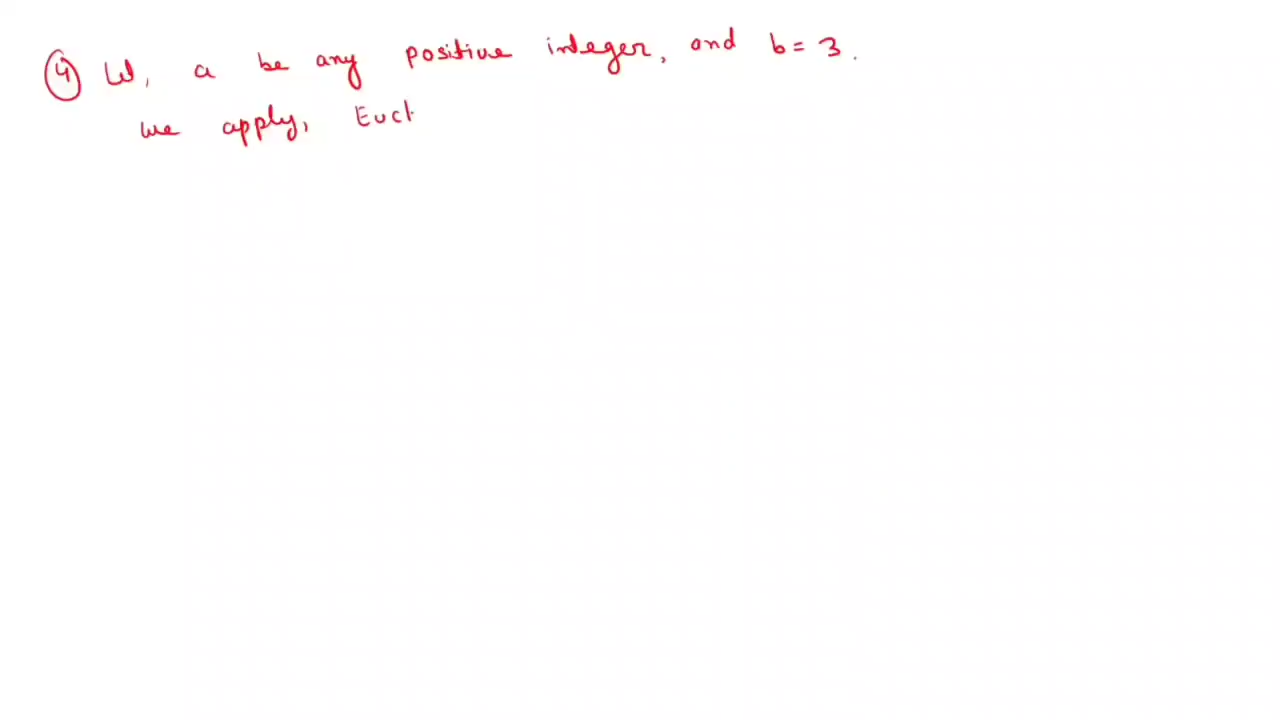 ④ Let, a be any positive integer, and b = 3.
we apply, Eucl